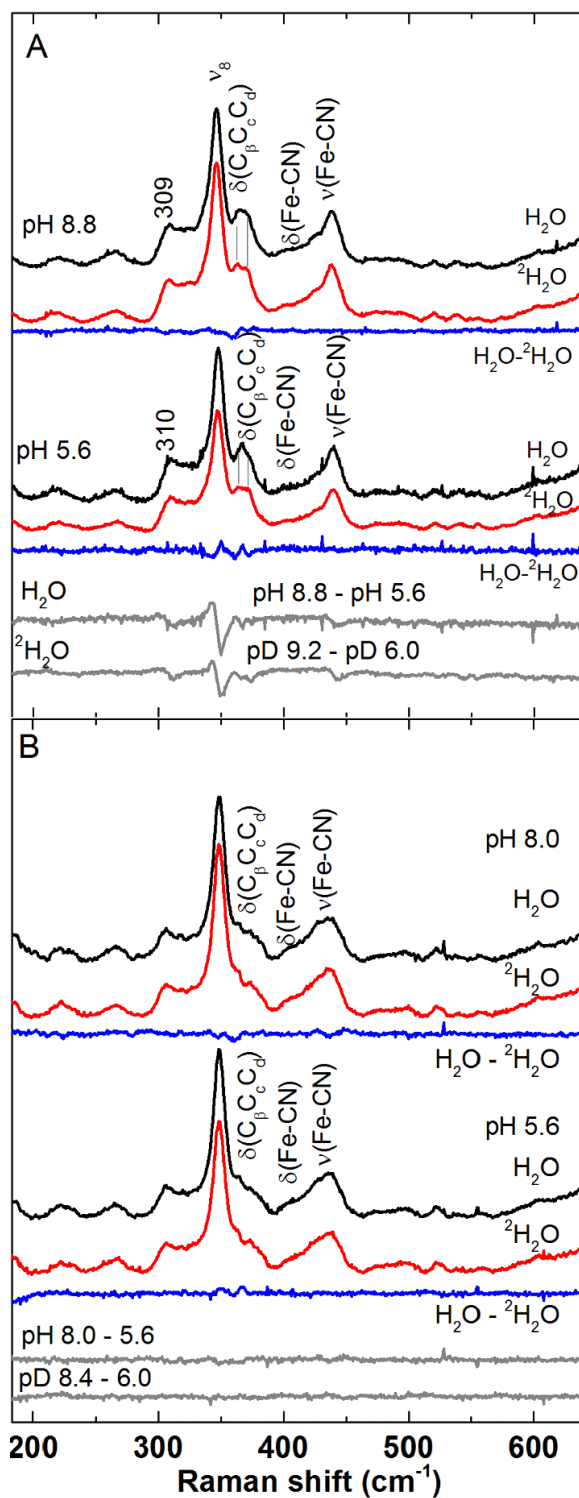 A
ν₈
δ(CβCcCd)
δ(Fe-CN)
ν(Fe-CN)
309
pH 8.8
H₂O
²H₂O
H₂O-²H₂O
δ(CβCcCd)
δ(Fe-CN)
ν(Fe-CN)
310
pH 5.6
H₂O
²H₂O
H₂O-²H₂O
H₂O
pH 8.8 - pH 5.6
²H₂O
pD 9.2 - pD 6.0
B
δ(CβCcCd)
δ(Fe-CN)
ν(Fe-CN)
pH 8.0
H₂O
²H₂O
H₂O - ²H₂O
δ(CβCcCd)
δ(Fe-CN)
ν(Fe-CN)
pH 5.6
H₂O
²H₂O
H₂O - ²H₂O
pH 8.0 - 5.6
pD 8.4 - 6.0
200 300 400 500 600
Raman shift (cm⁻¹)